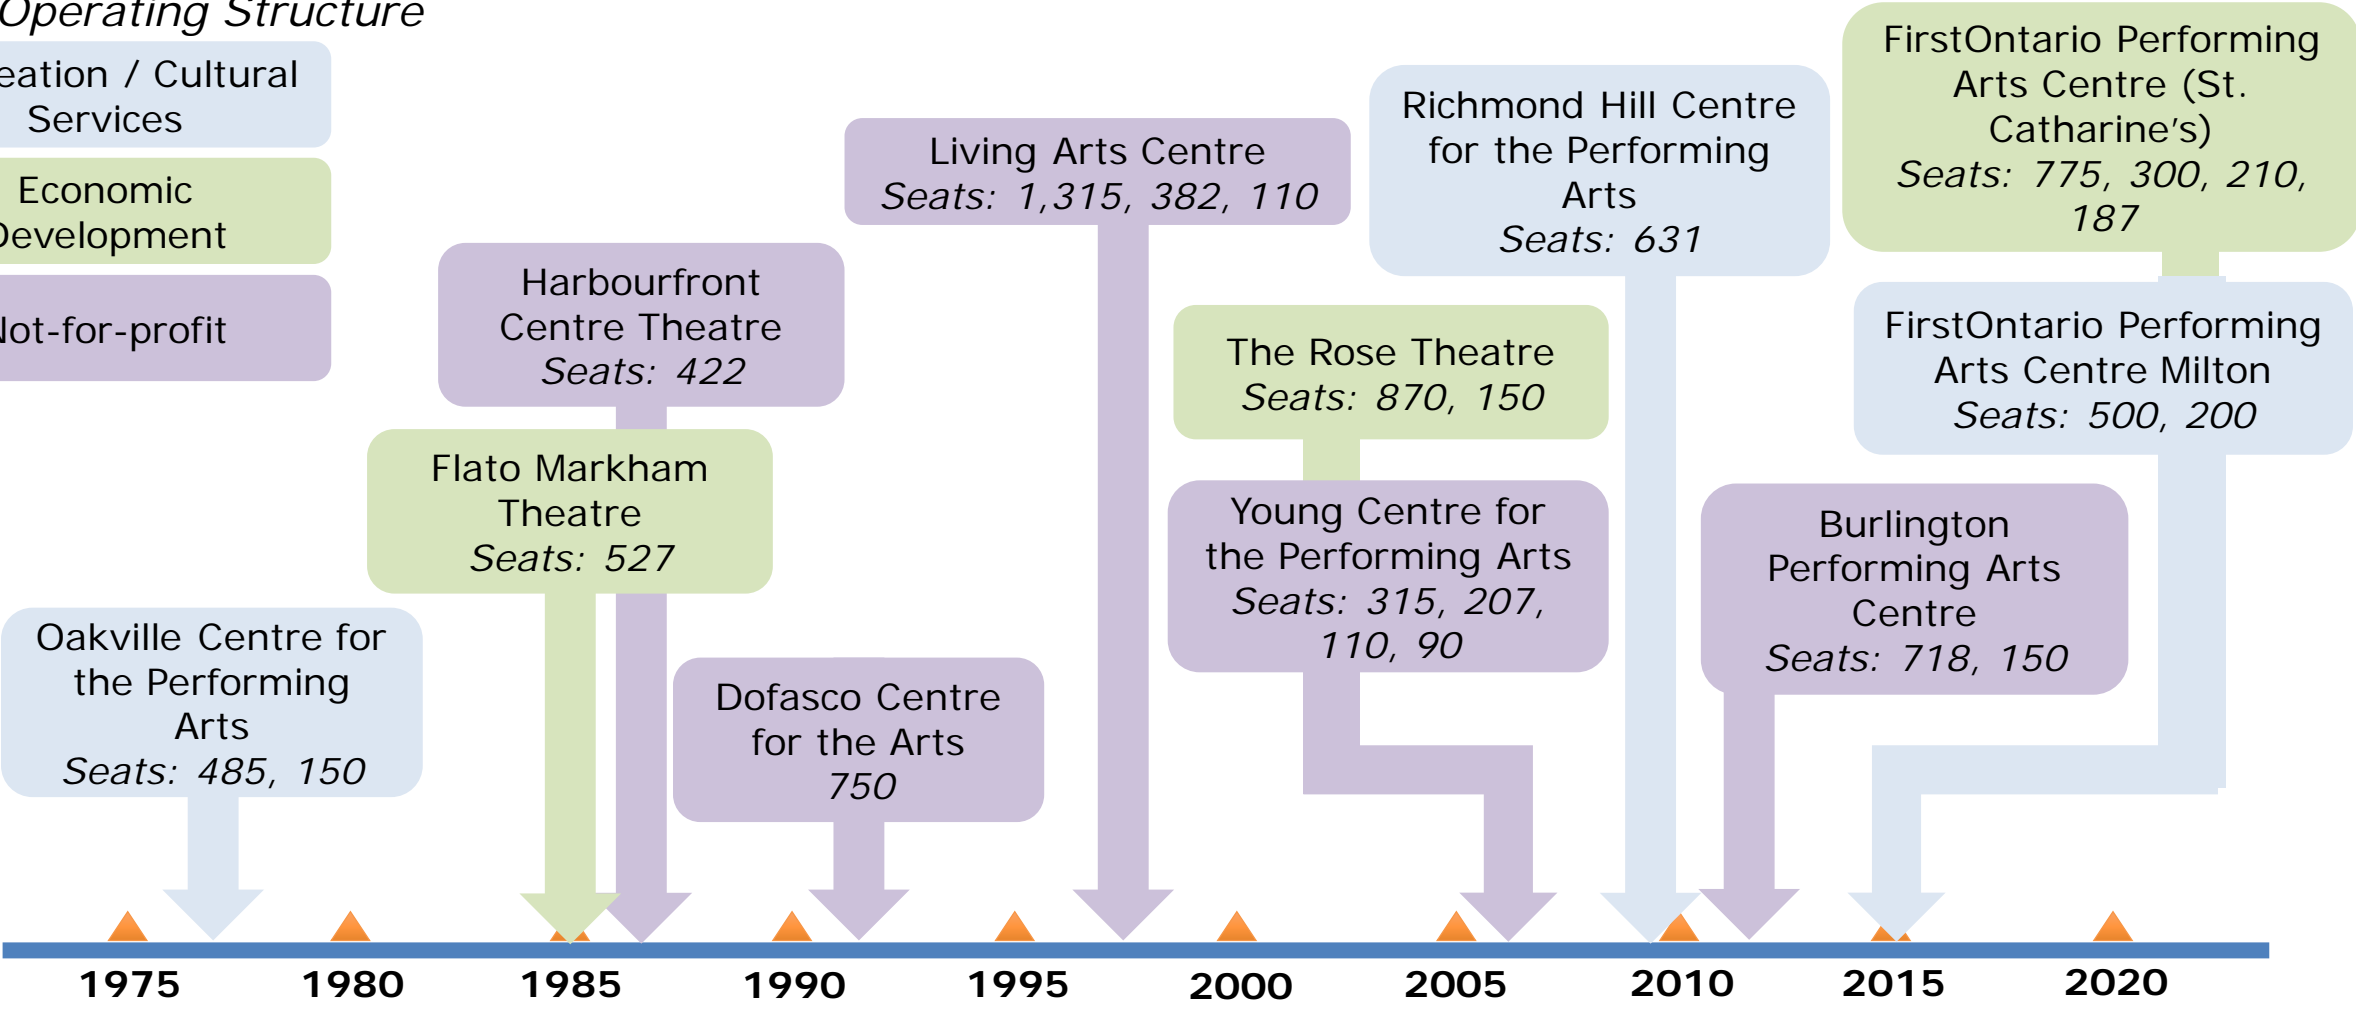 Operating Structure
eation / Cultural
Services
Economic
Development
Not-for-profit
Oakville Centre for
the Performing
Arts
Seats: 485, 150
Flato Markham
Theatre
Seats: 527
Harbourfront
Centre Theatre
Seats: 422
Dofasco Centre
for the Arts
750
Living Arts Centre
Seats: 1,315, 382, 110
The Rose Theatre
Seats: 870, 150
Young Centre for
the Performing Arts
Seats: 315, 207,
110, 90
Richmond Hill Centre
for the Performing
Arts
Seats: 631
Burlington
Performing Arts
Centre
Seats: 718, 150
FirstOntario Performing
Arts Centre (St.
Catharine's)
Seats: 775, 300, 210,
187
FirstOntario Performing
Arts Centre Milton
Seats: 500, 200
1975 1980 1985 1990 1995 2000 2005 2010 2015 2020